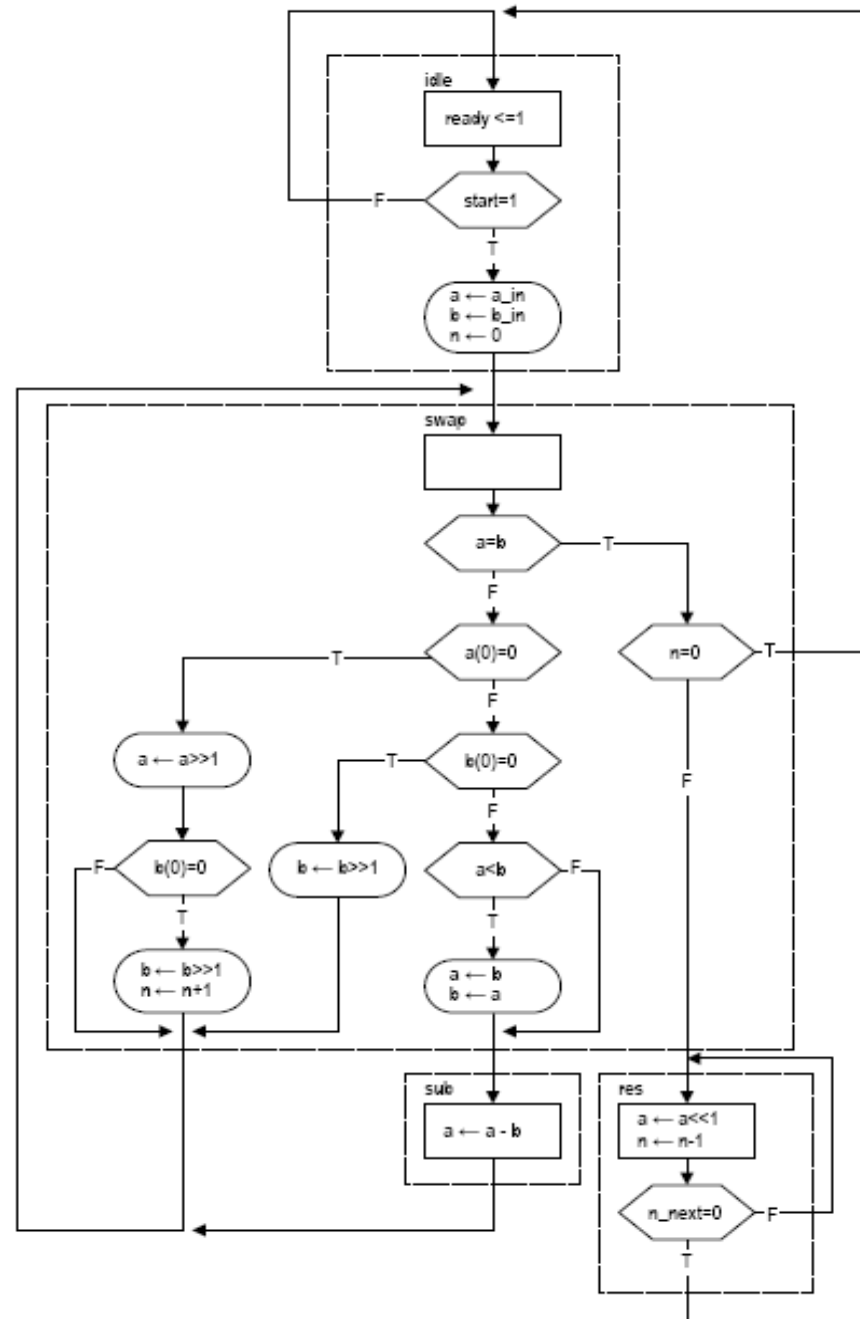 idle
ready <=1
start=1
F
T
a ← a_in
b ← b_in
n ← 0
swap
a=b
T
F
a(0)=0
n=0
T
T
F
a ← a>>1
T
b(0)=0
F
F
b(0)=0
F
b ← b>>1
a<b
F
T
T
b ← b>>1
n ← n+1
a ← b
b ← a
sub
res
a ← a - b
a ← a<<1
n ← n-1
n_next=0
F
T